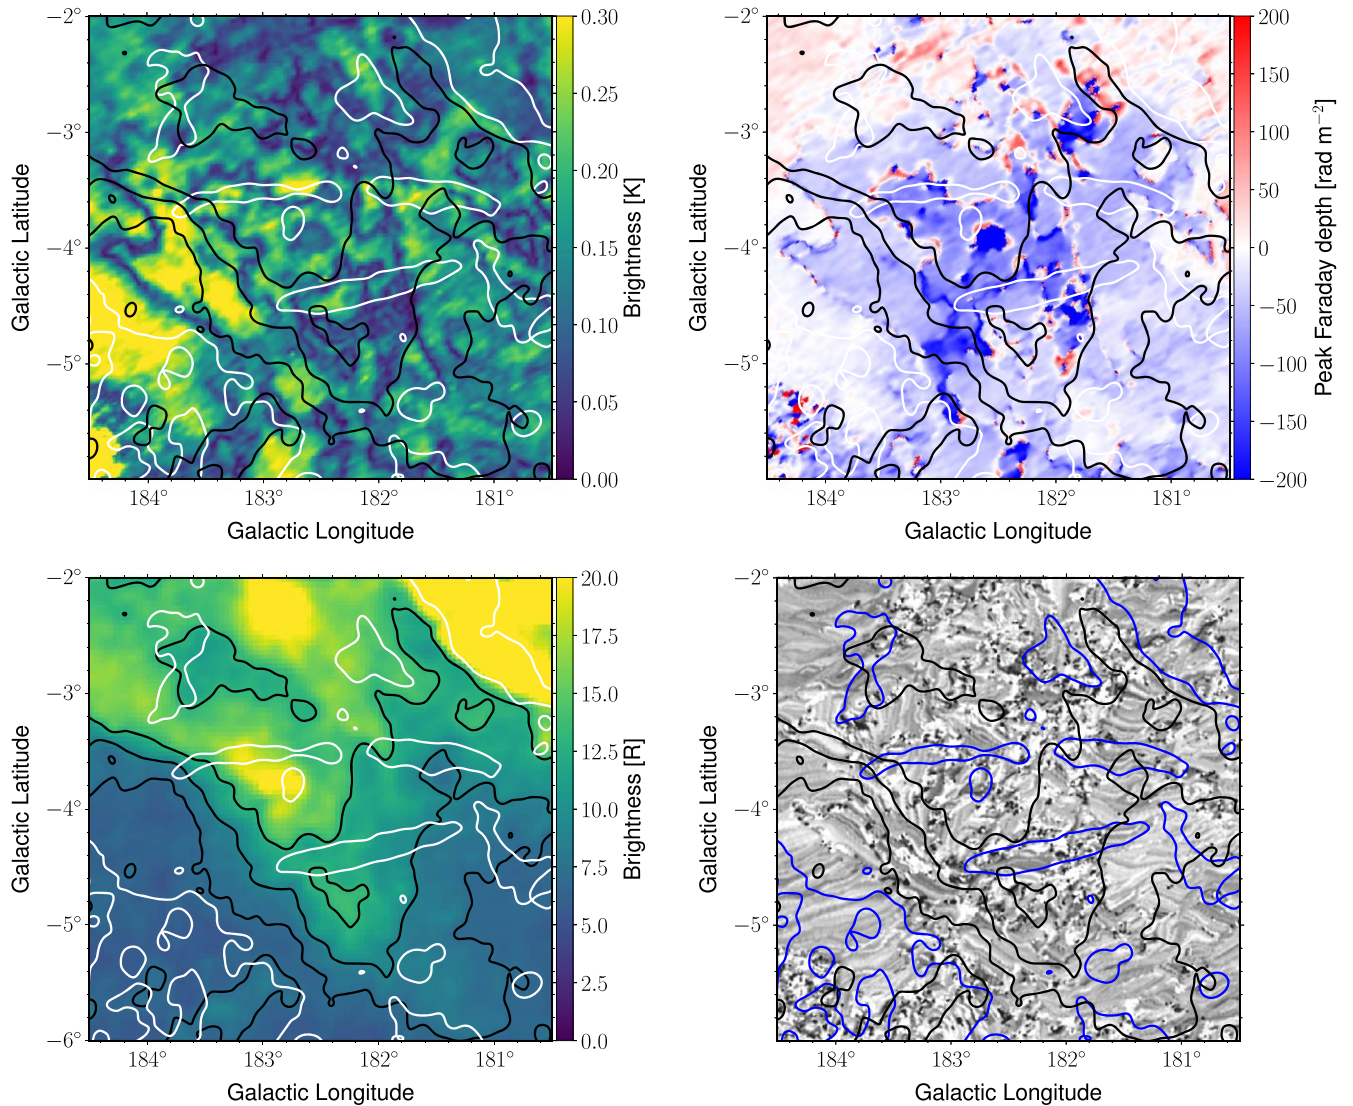 −2° 0.30 −2° 200
0.25 150
−3° 0.20 −3° 100
50
−4° 0.15 −4° 0
0.10 −50
−5° −5° −100
0.05 −150
0.00 −200
Galactic Latitude
Brightness [K]
Galactic Latitude
Peak Faraday depth [rad m−2]
184 183 182 181° 184 183 182 181°
Galactic Longitude Galactic Longitude
−2° 20.0 −2°
17.5
−3° 15.0 −3°
12.5
−4° 10.0 −4°
7.5
−5° 5.0 −5°
2.5
−6° 0.0 −6°
Galactic Latitude
Brightness [R]
Galactic Latitude
184° 183° 182° 181° 184° 183° 182° 181°
Galactic Longitude Galactic Longitude